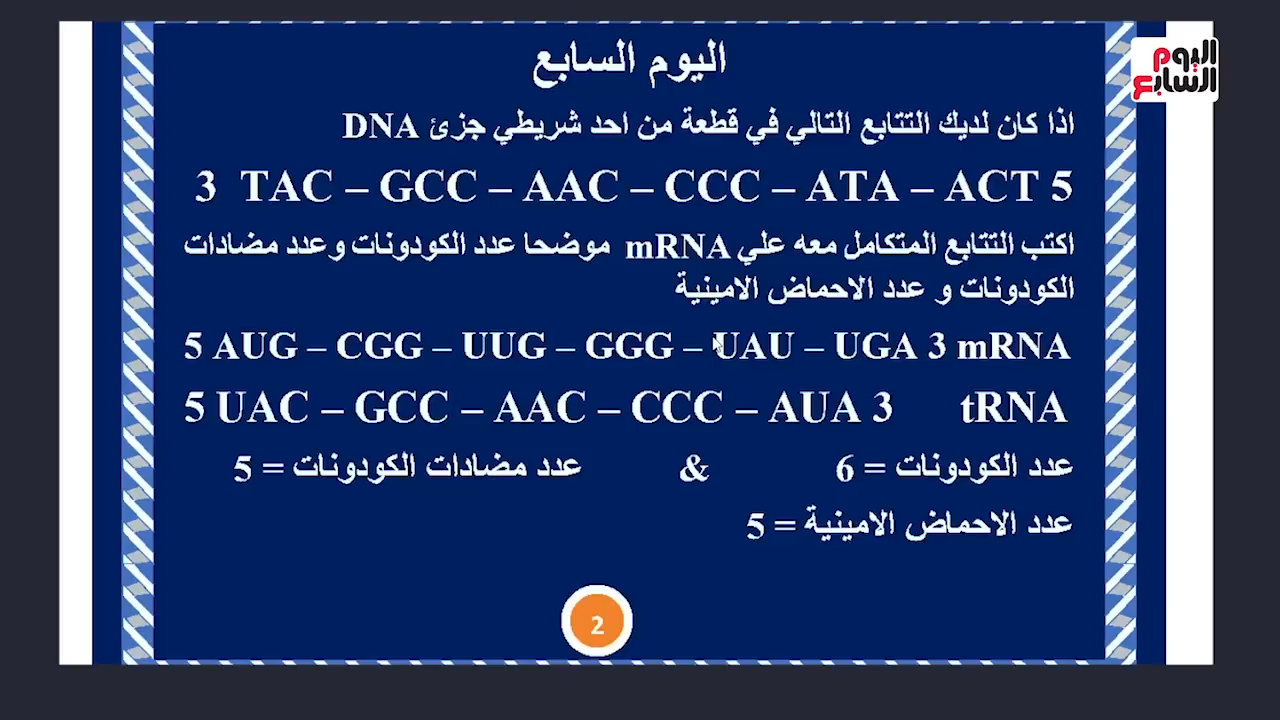 اليوم السابع
اليوم السابع
اذا كان لديك التتابع التالي في قطعة من احد شريطي جزئ DNA
3 TAC – GCC – AAC – CCC – ATA – ACT 5
اكتب التتابع المتكامل معه علي mRNA موضحا عدد الكودونات وعدد مضادات
الكودونات و عدد الاحماض الامينية
5 AUG – CGG – UUG – GGG – UAU – UGA 3 mRNA
5 UAC – GCC – AAC – CCC – AUA 3 tRNA
عدد الكودونات = 6 & عدد مضادات الكودونات = 5
عدد الاحماض الامينية = 5
2